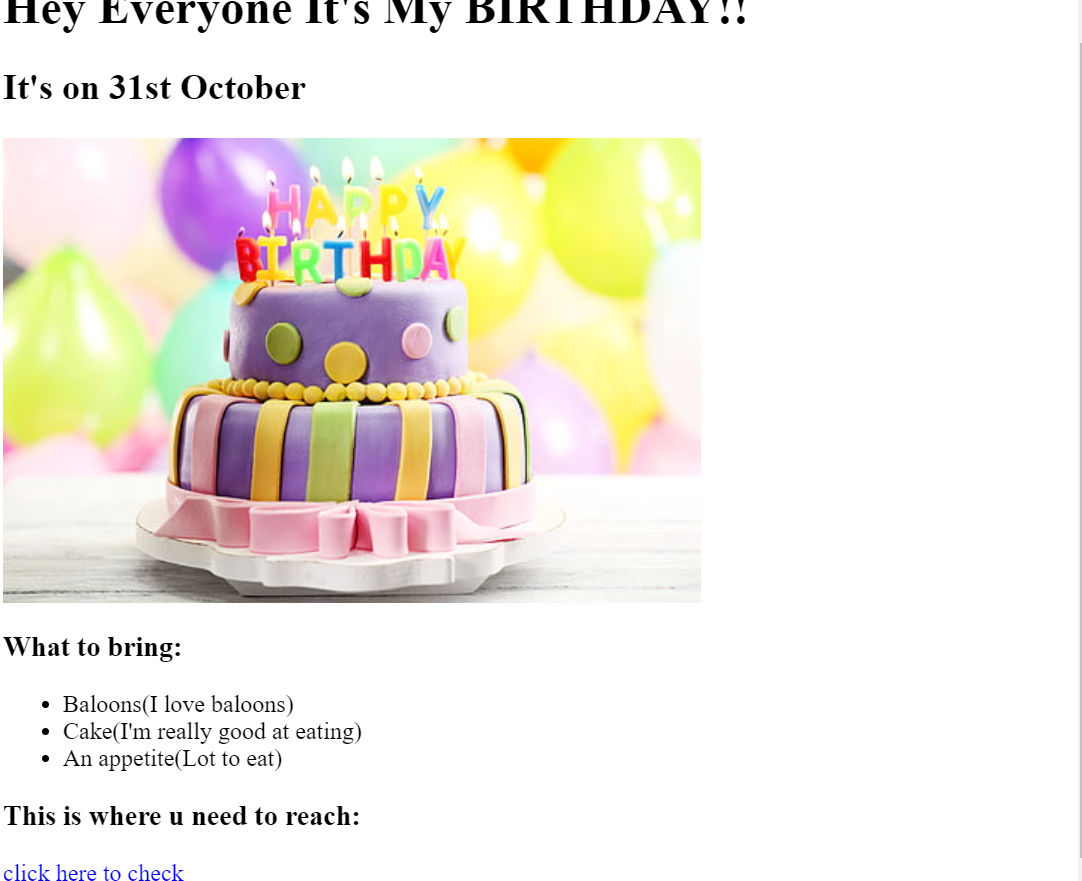 Hey Everyone It's My BIRTHDAY!!
It's on 31st October
HAPPY
BIRTHDAY
What to bring:
Baloons(I love baloons)
Cake(I'm really good at eating)
An appetite(Lot to eat)
This is where u need to reach:
click here to check